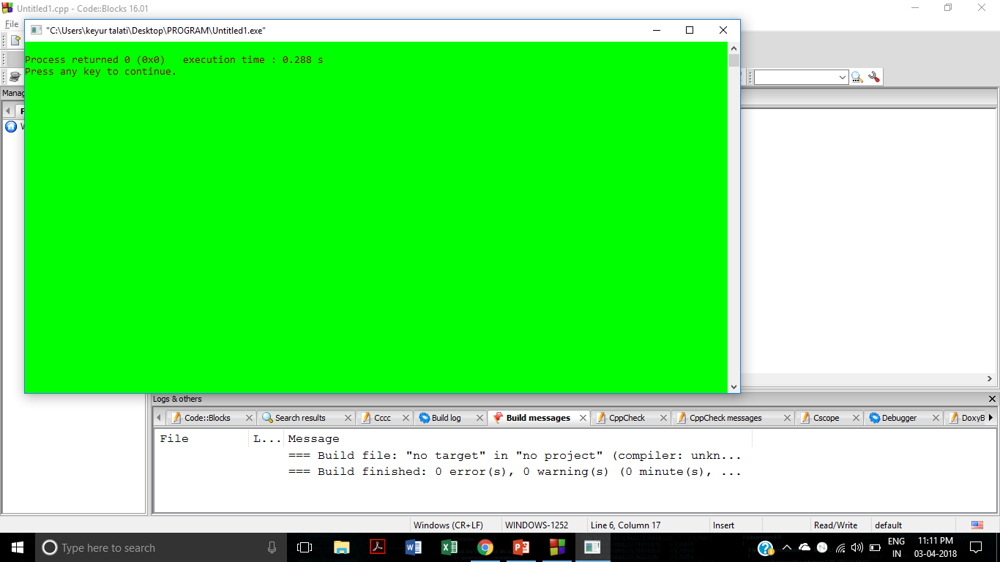 Untitled1.cpp - Code::Blocks 16.01
File
"C:\Users\keyur talati\Desktop\PROGRAM\Untitled1.exe"
Process returned 0 (0x0)   execution time : 0.288 s
Press any key to continue.
Manag
P
W
Logs & others
Code::Blocks
Search results
Cccc
Build log
Build messages
CppCheck
CppCheck messages
Cscope
Debugger
DoxyB
File L... Message
=== Build file: "no target" in "no project" (compiler: unkn...
=== Build finished: 0 error(s), 0 warning(s) (0 minute(s), ...
Windows (CR+LF) WINDOWS-1252 Line 6, Column 17 Insert Read/Write default
Type here to search
ENG
IN
11:11 PM
03-04-2018